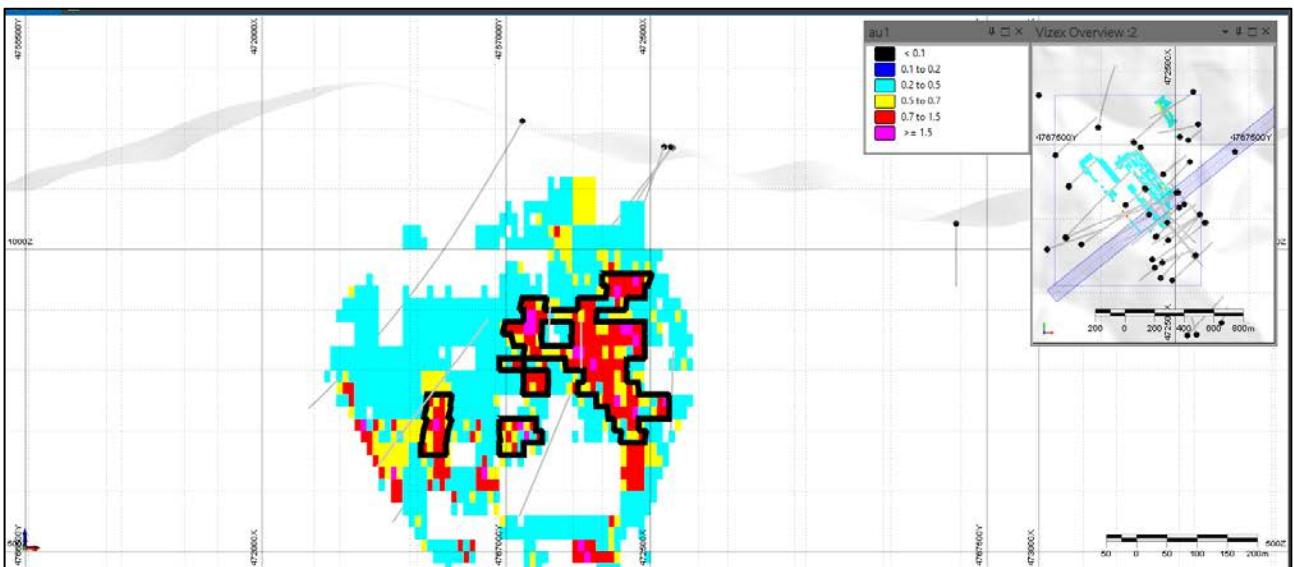 4766500Y
472000X
4767000Y
472500X
au1
< 0.1
0.1 to 0.2
0.2 to 0.5
0.5 to 0.7
0.7 to 1.5
>= 1.5
Vizex Overview :2
472500X
4767500Y
4767500Y
472500X
200 0 200 400 600 800m
1000Z
472000X
4767000Y
472500X
4767500Y
473000X
50 0 50 100 150 200m
500Z